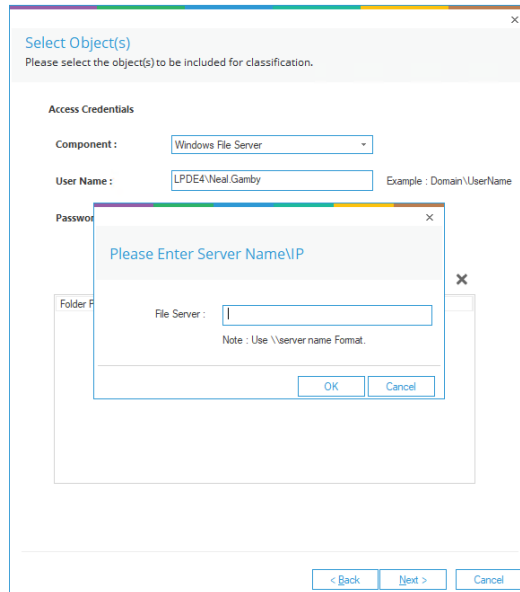 Select Object(s)
Please select the object(s) to be included for classification.
Access Credentials
Component : Windows File Server
User Name : LPDE4\Neal.Gamby Example : Domain\UserName
Please Enter Server Name\IP
File Server :
Note : Use \\server name Format.
OK Cancel
< Back Next > Cancel